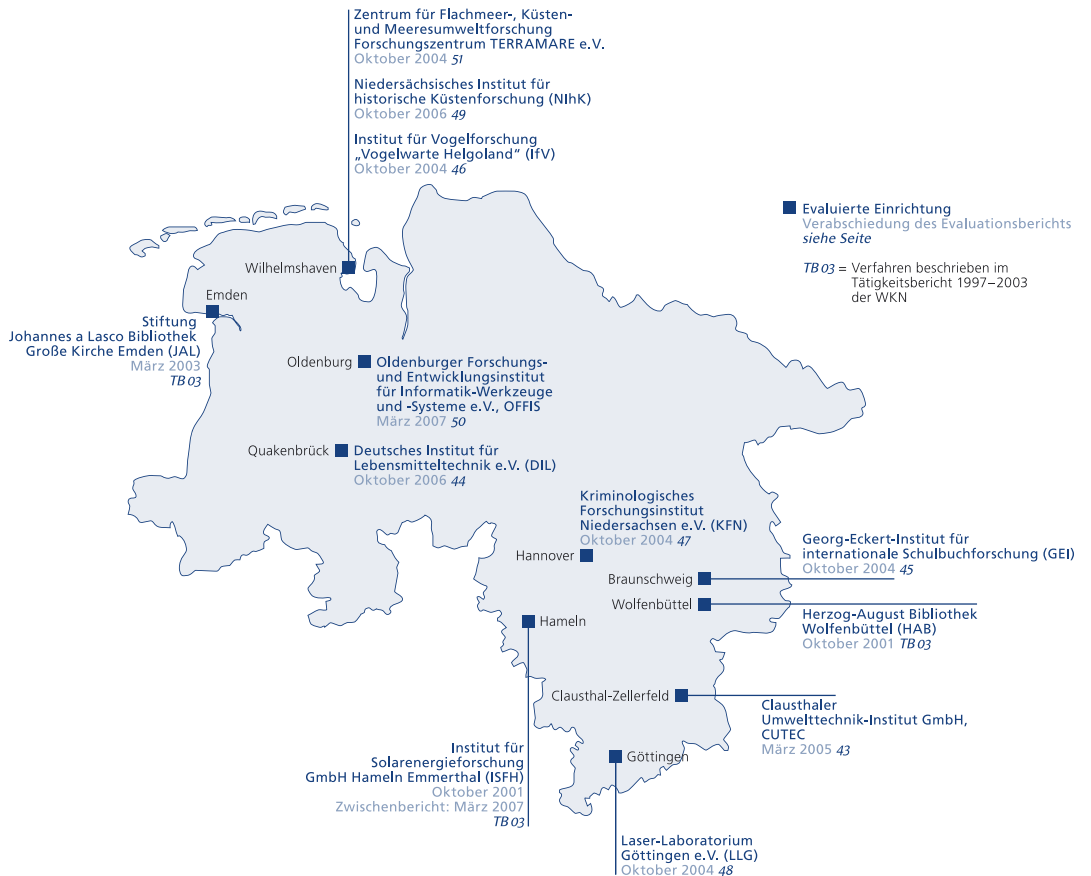 Zentrum für Flachmeer-, Küsten-
und Meeresumweltforschung
Forschungszentrum TERRAMARE e.V.
Oktober 2004 51
Niedersächsisches Institut für
historische Küstenforschung (NIhK)
Oktober 2006 49
Institut für Vogelforschung
„Vogelwarte Helgoland“ (IfV)
Oktober 2004 46
Evaluierte Einrichtung
Verabschiedung des Evaluationsberichts
siehe Seite
TB 03 = Verfahren beschrieben im
Tätigkeitsbericht 1997–2003
der WKN
Wilhelmshaven
Emden
Stiftung
Johannes a Lasco Bibliothek
Große Kirche Emden (JAL)
März 2003
TB 03
Oldenburg
Oldenburger Forschungs-
und Entwicklungsinstitut
für Informatik-Werkzeuge
und -Systeme e.V., OFFIS
März 2007 50
Quakenbrück
Deutsches Institut für
Lebensmitteltechnik e.V. (DIL)
Oktober 2006 44
Kriminologisches
Forschungsinstitut
Niedersachsen e.V. (KFN)
Oktober 2004 47
Hannover
Georg-Eckert-Institut für
internationale Schulbuchforschung (GEI)
Oktober 2004 45
Braunschweig
Wolfenbüttel
Herzog-August Bibliothek
Wolfenbüttel (HAB)
Oktober 2001 TB 03
Hameln
Clausthal-Zellerfeld
Clausthaler
Umwelttechnik-Institut GmbH,
CUTEC
März 2005 43
Institut für
Solarenergieforschung
GmbH Hameln Emmerthal (ISFH)
Oktober 2001
Zwischenbericht: März 2007
TB 03
Göttingen
Laser-Laboratorium
Göttingen e.V. (LLG)
Oktober 2004 48